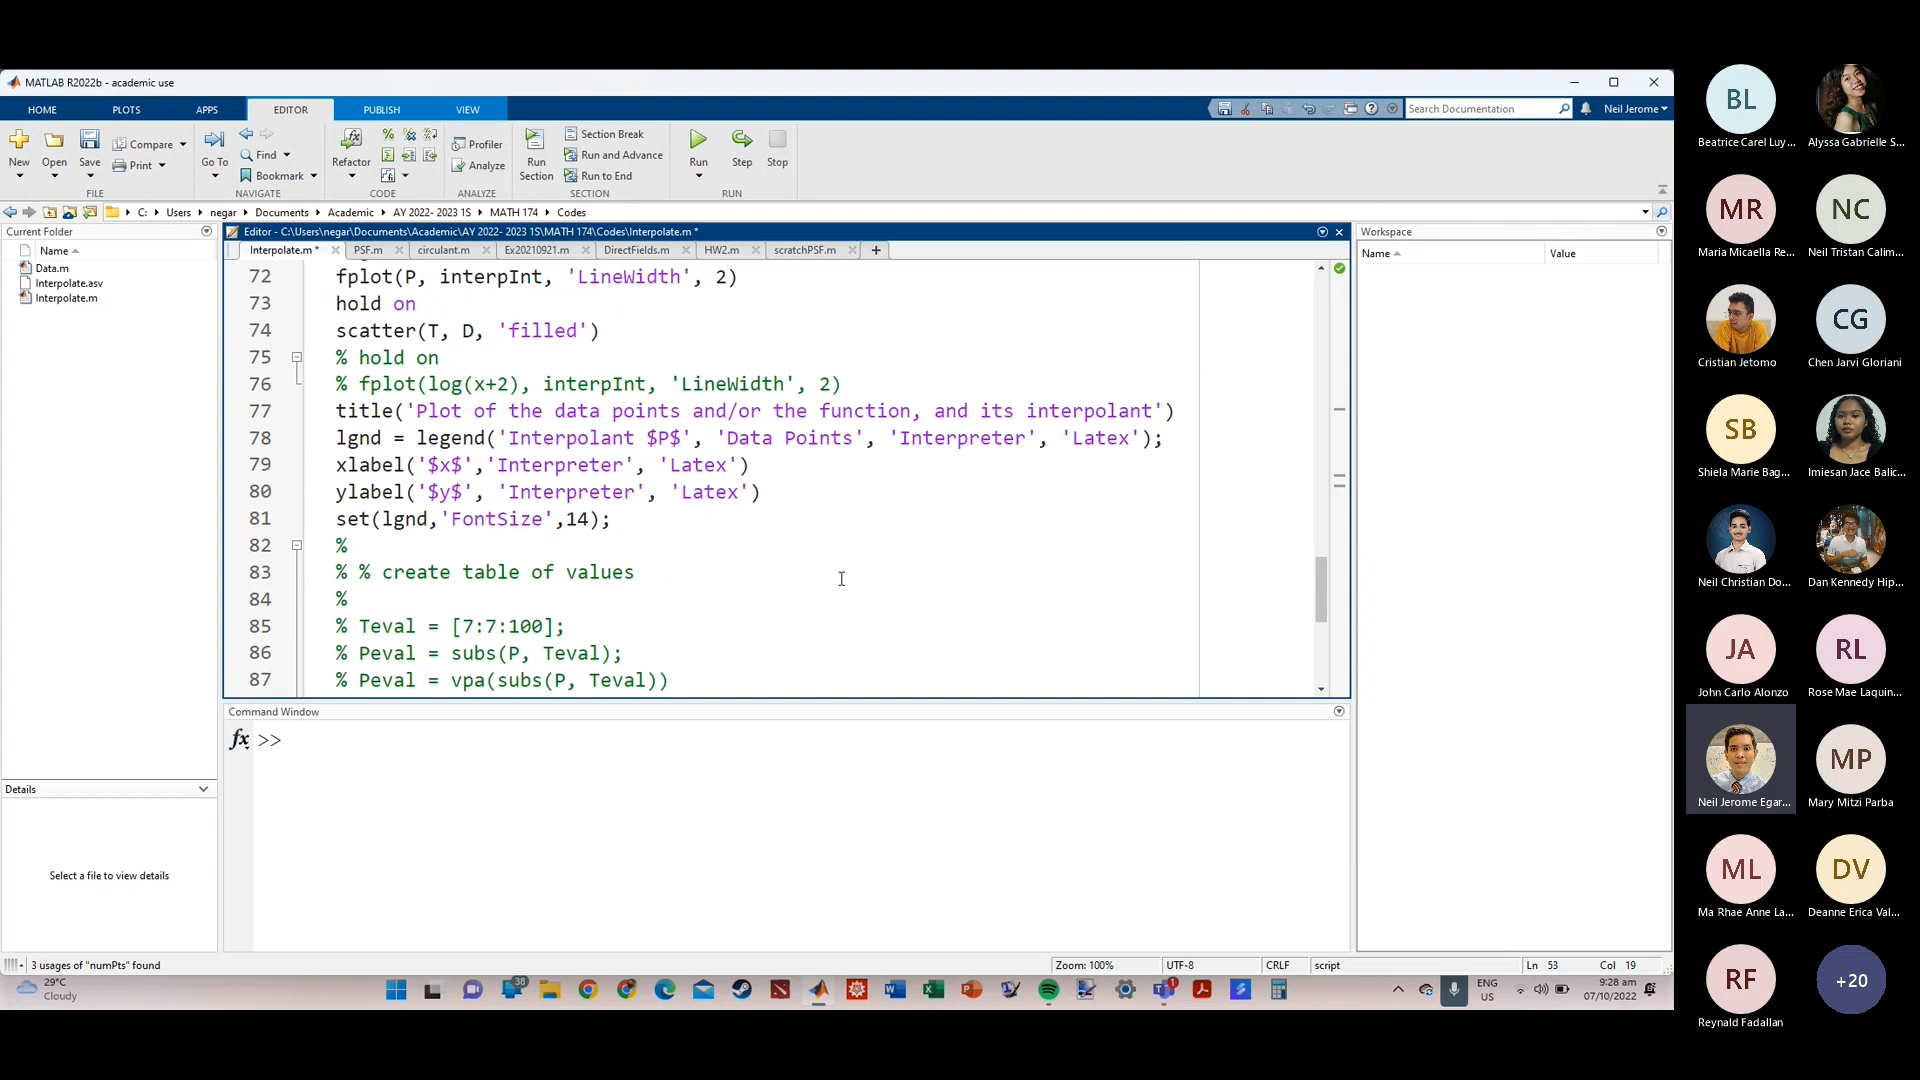 MATLAB R2022b - academic use
HOME PLOTS APPS EDITOR PUBLISH VIEW
Search Documentation
Neil Jerome
New Open Save
Compare
Print
FILE
Go To
Find
Bookmark
NAVIGATE
Refactor
CODE
Profiler
Analyze
ANALYZE
Run Section
Section Break
Run and Advance
Run to End
SECTION
Run Step Stop
RUN
C: Users negar Documents Academic AY 2022- 2023 1S MATH 174 Codes
Current Folder
Name
Data.m
Interpolate.asv
Interpolate.m
Details
Select a file to view details
Editor - C:\Users\negar\Documents\Academic\AY 2022- 2023 1S\MATH 174\Codes\Interpolate.m *
Interpolate.m * PSF.m circulant.m Ex20210921.m DirectFields.m HW2.m scratchPSF.m
72 fplot(P, interpInt, 'LineWidth', 2)
73 hold on
74 scatter(T, D, 'filled')
75 % hold on
76 % fplot(log(x+2), interpInt, 'LineWidth', 2)
77 title('Plot of the data points and/or the function, and its interpolant')
78 lgnd = legend('Interpolant $P$', 'Data Points', 'Interpreter', 'Latex');
79 xlabel('$x$','Interpreter', 'Latex')
80 ylabel('$y$', 'Interpreter', 'Latex')
81 set(lgnd,'FontSize',14);
82 %
83 % % create table of values
84 %
85 % Teval = [7:7:100];
86 % Peval = subs(P, Teval);
87 % Peval = vpa(subs(P, Teval))
Command Window
fx >>
Workspace
Name Value
3 usages of "numPts" found
Zoom: 100% UTF-8 CRLF script Ln 53 Col 19
29°C
Cloudy
38
1
ENG
US
9:28 am
07/10/2022
BL
Beatrice Carel Luy...
Alyssa Gabrielle S...
MR
Maria Micaella Re...
NC
Neil Tristan Calim...
Cristian Jetomo
CG
Chen Jarvi Gloriani
SB
Shiela Marie Bag...
Imiesan Jace Balic...
Neil Christian Do...
Dan Kennedy Hip...
JA
John Carlo Alonzo
RL
Rose Mae Laquin...
Neil Jerome Egar...
MP
Mary Mitzi Parba
ML
Ma Rhae Anne La...
DV
Deanne Erica Val...
RF
Reynald Fadallan
+20